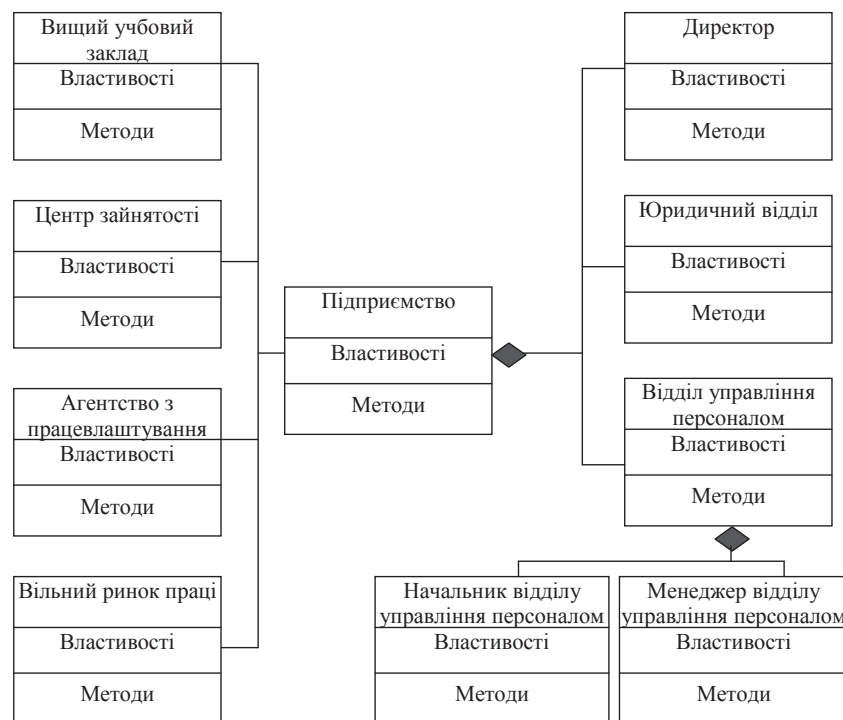 Вищий учбовий
заклад
Властивості
Методи
Центр зайнятості
Властивості
Методи
Агентство з
працевлаштування
Властивості
Методи
Вільний ринок праці
Властивості
Методи
Підприємство
Властивості
Методи
Директор
Властивості
Методи
Юридичний відділ
Властивості
Методи
Відділ управління
персоналом
Властивості
Методи
Начальник відділу
управління персоналом
Властивості
Методи
Менеджер відділу
управління персоналом
Властивості
Методи